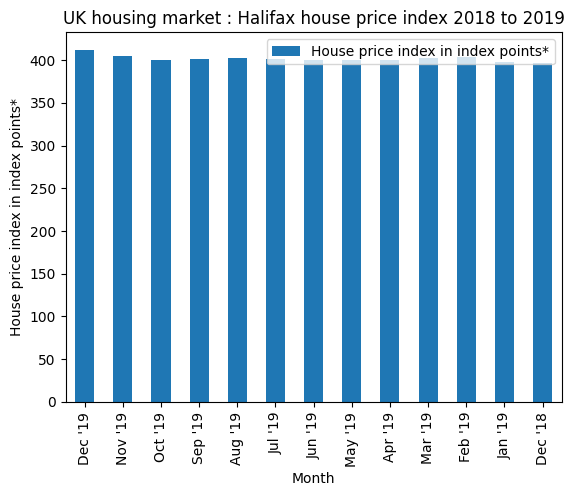 UK housing market : Halifax house price index 2018 to 2019
House price index in index points*
House price index in index points*
400
350
300
250
200
150
100
50
0
Dec '19
Nov '19
Oct '19
Sep '19
Aug '19
Jul '19
Jun '19
May '19
Apr '19
Mar '19
Feb '19
Jan '19
Dec '18
Month